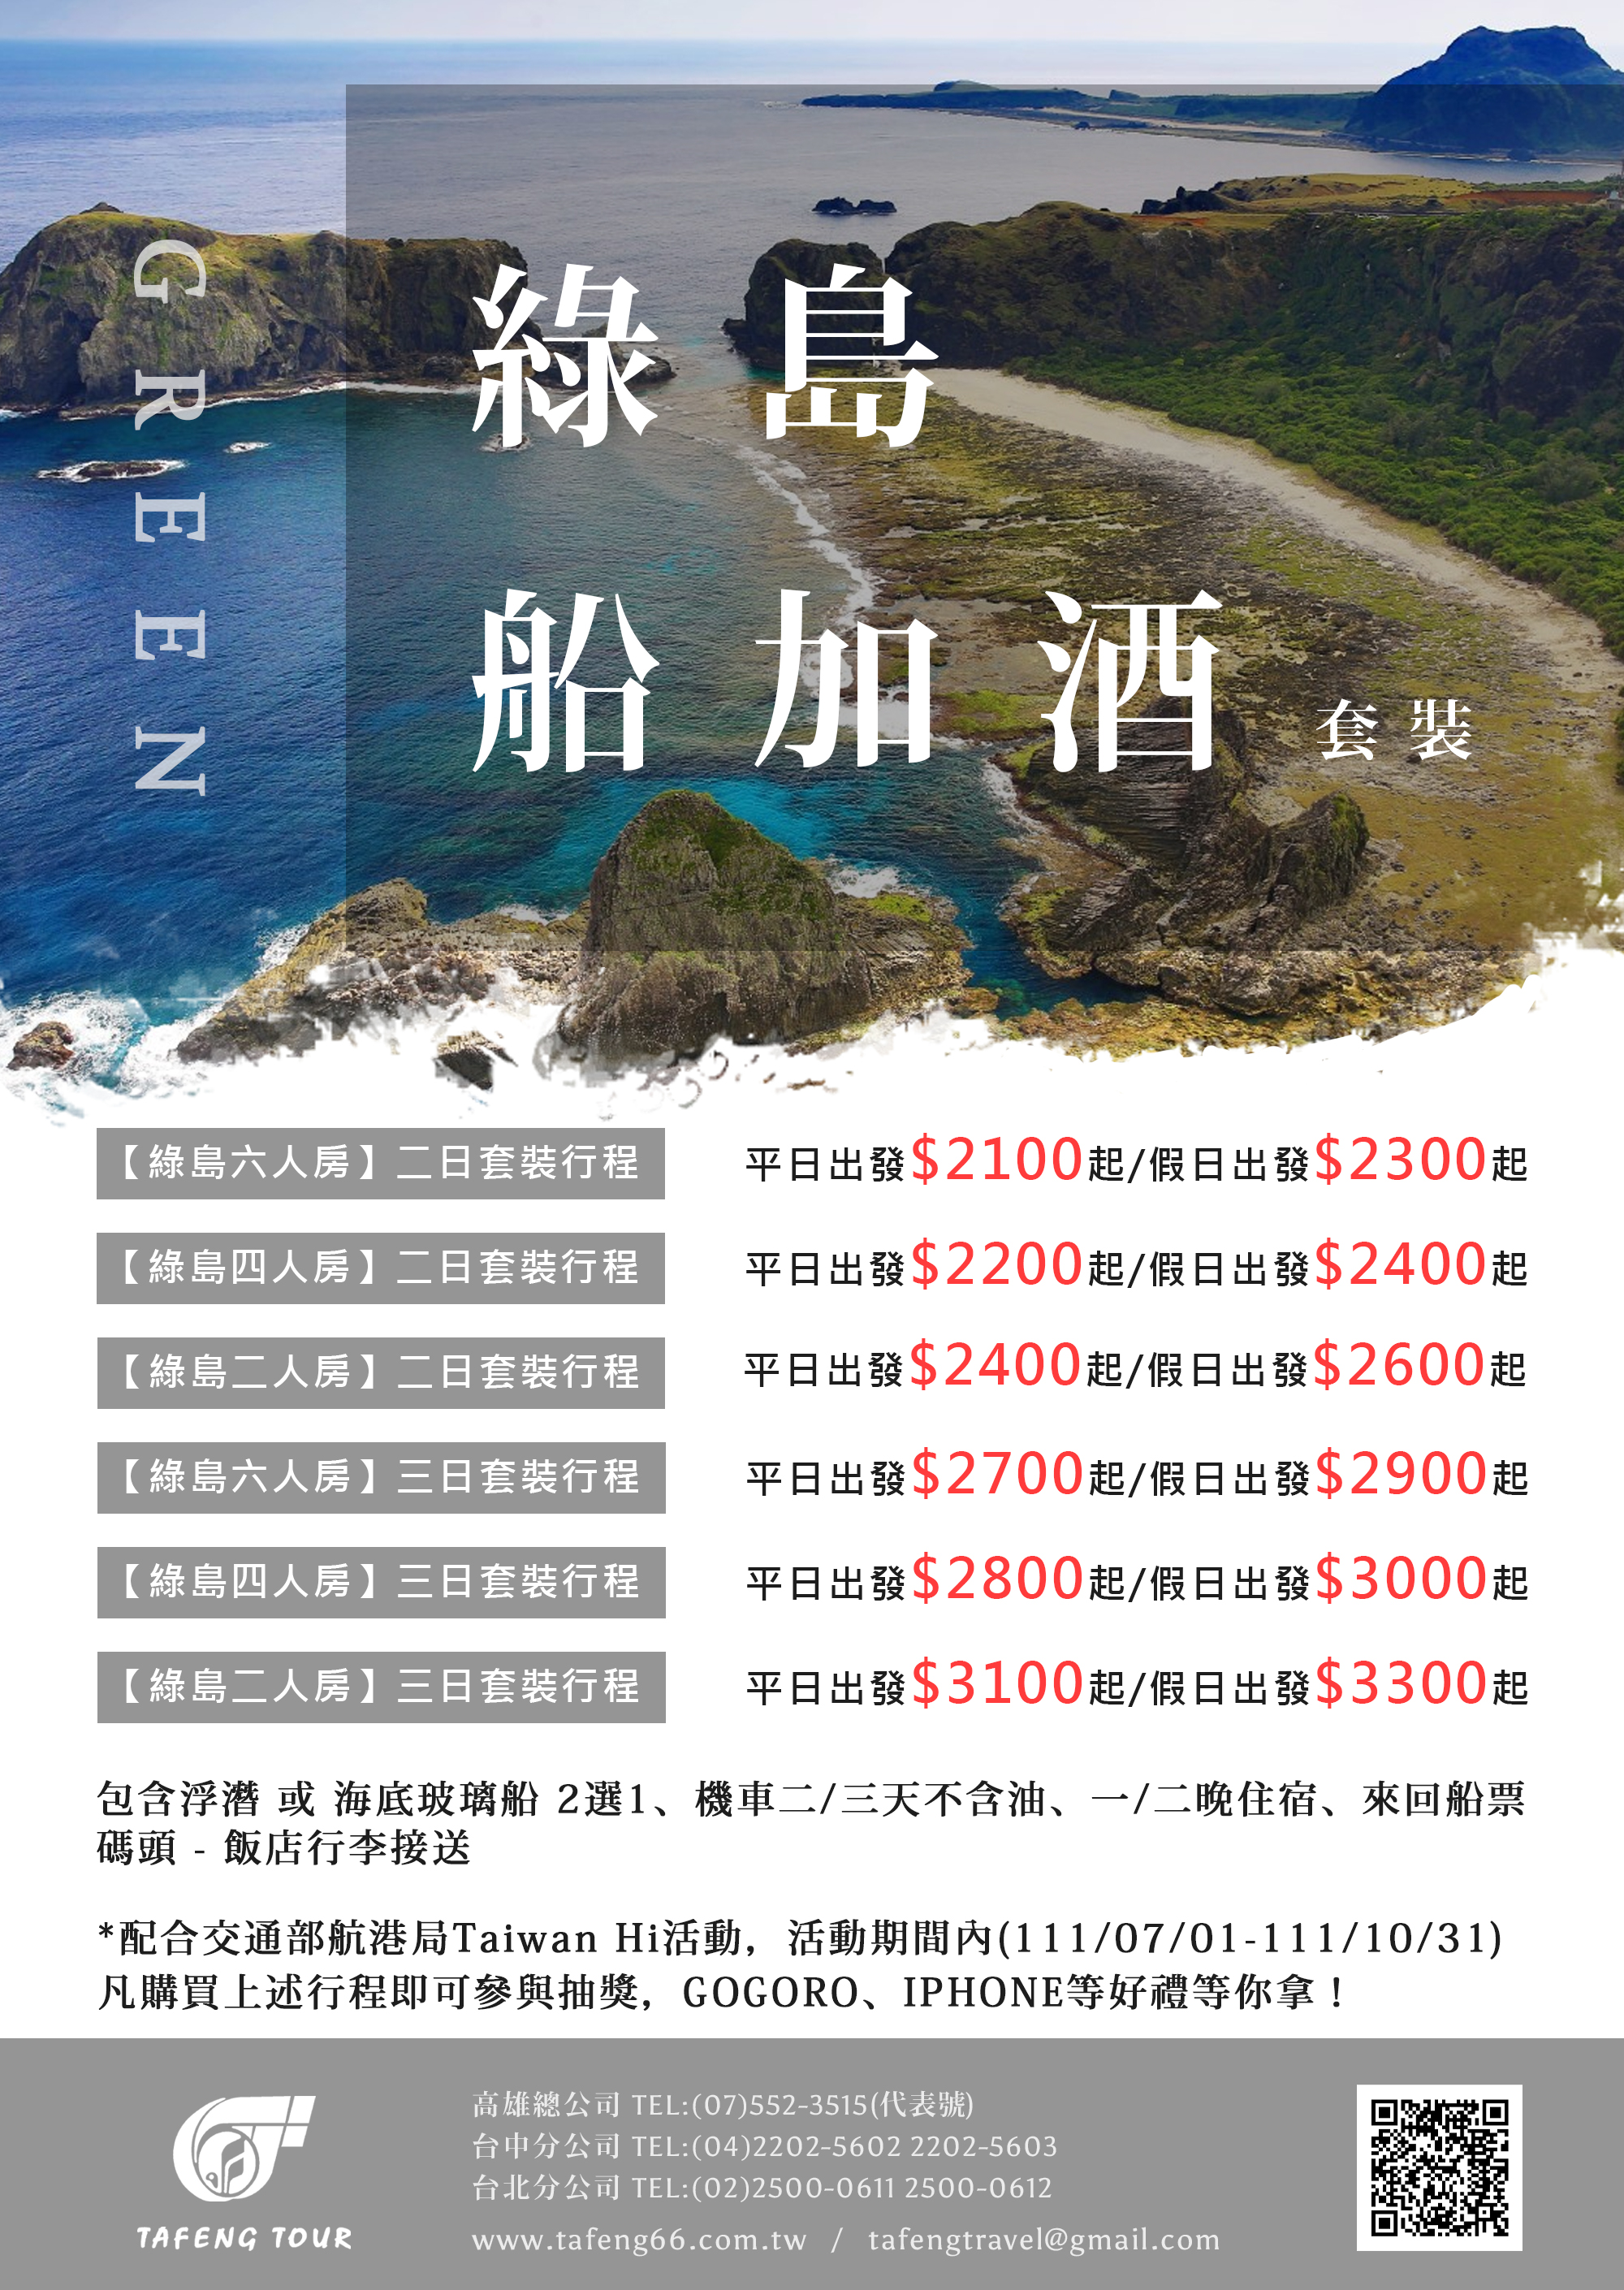 GREEN
綠島
船加酒 套裝
【綠島六人房】二日套裝行程 平日出發$2100起/假日出發$2300起
【綠島四人房】二日套裝行程 平日出發$2200起/假日出發$2400起
【綠島二人房】二日套裝行程 平日出發$2400起/假日出發$2600起
【綠島六人房】三日套裝行程 平日出發$2700起/假日出發$2900起
【綠島四人房】三日套裝行程 平日出發$2800起/假日出發$3000起
【綠島二人房】三日套裝行程 平日出發$3100起/假日出發$3300起
包含浮潛 或 海底玻璃船 2選1、機車二/三天不含油、一/二晚住宿、來回船票
碼頭 - 飯店行李接送
*配合交通部航港局Taiwan Hi活動，活動期間內(111/07/01-111/10/31)
凡購買上述行程即可參與抽獎，GOGORO、IPHONE等好禮等你拿！
高雄總公司 TEL:(07)552-3515(代表號)
台中分公司 TEL:(04)2202-5602 2202-5603
台北分公司 TEL:(02)2500-0611 2500-0612
www.tafeng66.com.tw / tafengtravel@gmail.com
TAFENG TOUR